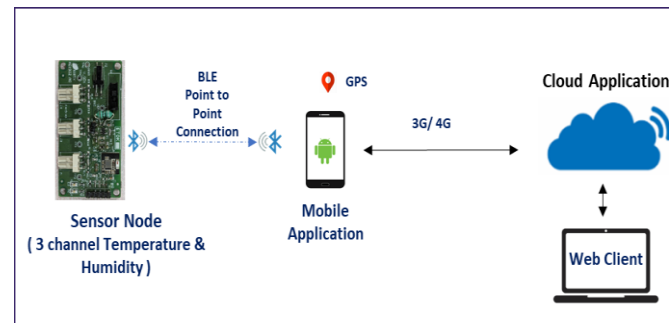 BLE
Point to
Point
Connection
GPS
3G/ 4G
Cloud Application
Sensor Node
( 3 channel Temperature &
Humidity )
Mobile
Application
Web Client